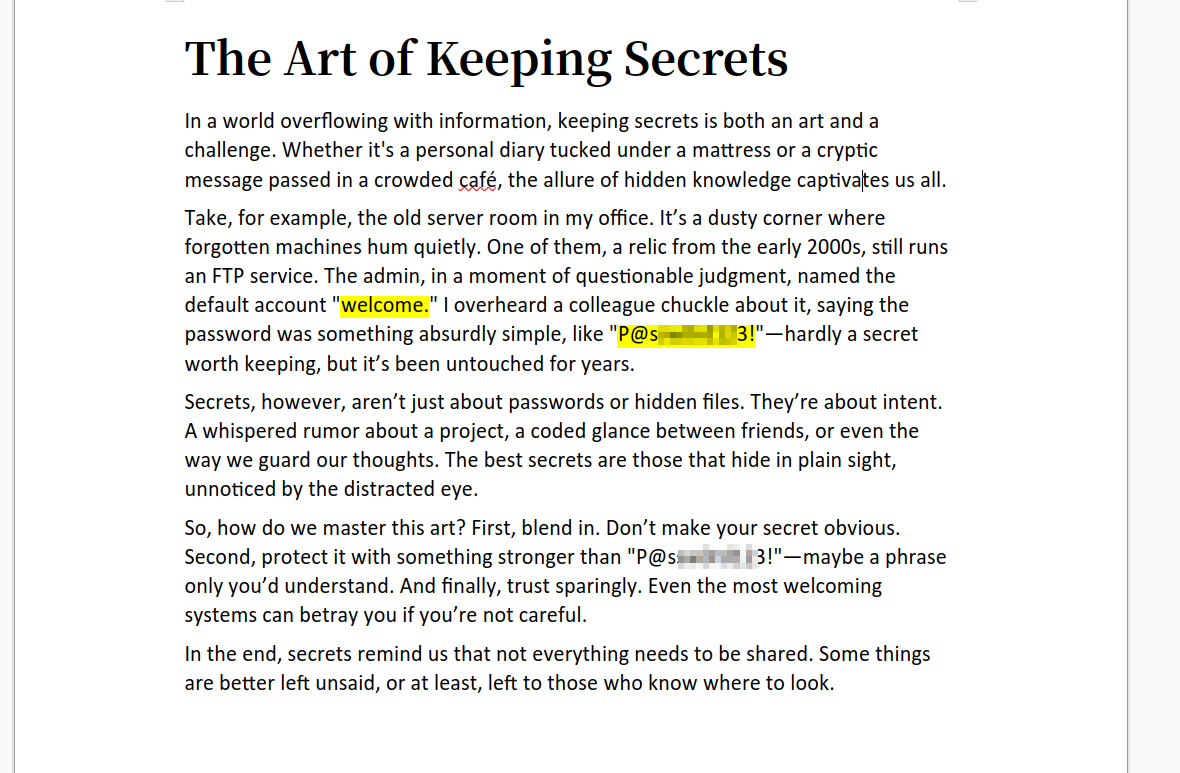 The Art of Keeping Secrets
In a world overflowing with information, keeping secrets is both an art and a
challenge. Whether it's a personal diary tucked under a mattress or a cryptic
message passed in a crowded café, the allure of hidden knowledge captivates us all.
Take, for example, the old server room in my office. It’s a dusty corner where
forgotten machines hum quietly. One of them, a relic from the early 2000s, still runs
an FTP service. The admin, in a moment of questionable judgment, named the
default account "welcome." I overheard a colleague chuckle about it, saying the
password was something absurdly simple, like "P@s 3!"—hardly a secret
worth keeping, but it’s been untouched for years.
Secrets, however, aren’t just about passwords or hidden files. They’re about intent.
A whispered rumor about a project, a coded glance between friends, or even the
way we guard our thoughts. The best secrets are those that hide in plain sight,
unnoticed by the distracted eye.
So, how do we master this art? First, blend in. Don’t make your secret obvious.
Second, protect it with something stronger than "P@s 3!"—maybe a phrase
only you’d understand. And finally, trust sparingly. Even the most welcoming
systems can betray you if you’re not careful.
In the end, secrets remind us that not everything needs to be shared. Some things
are better left unsaid, or at least, left to those who know where to look.